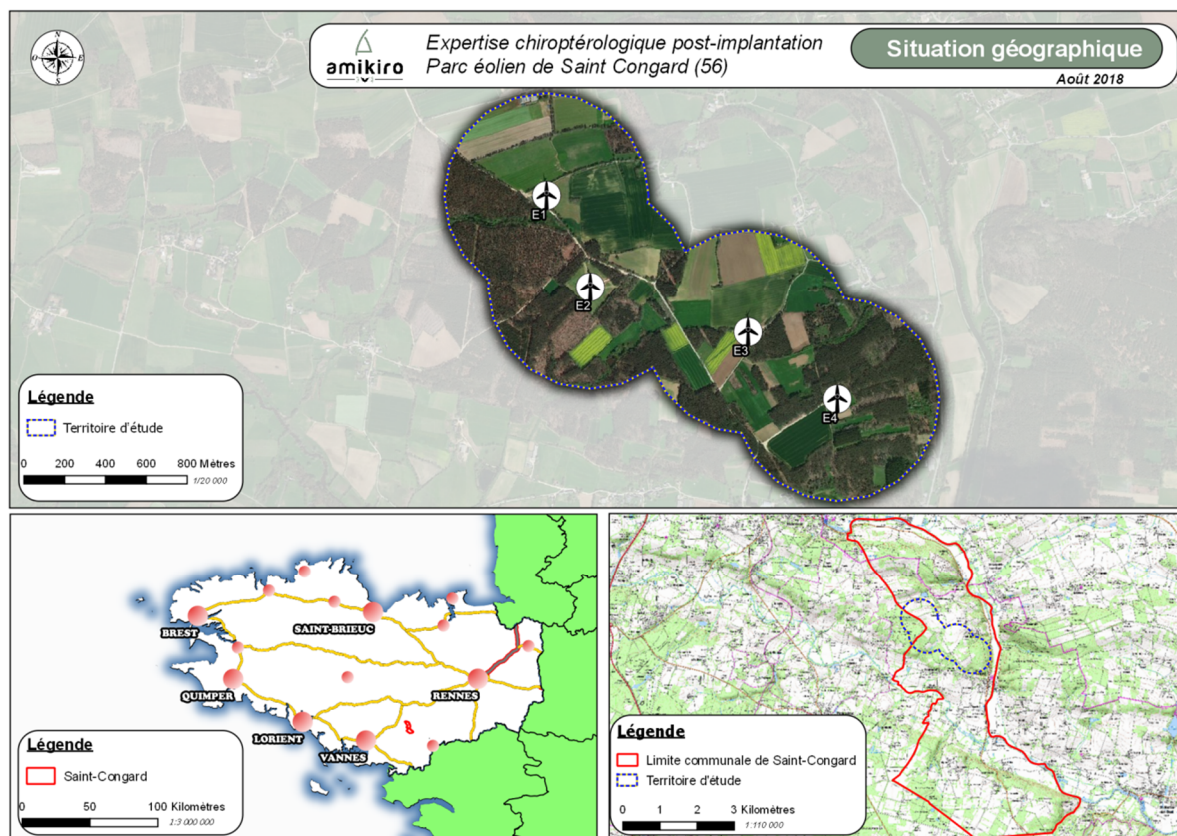 N
O
E
S
amikiro
Expertise chiroptérologique post-implantation
Parc éolien de Saint Congard (56)
Situation géographique
Août 2018
E1
E2
E3
E4
Légende
Territoire d'étude
0 200 400 600 800 Mètres
1/20 000
BREST
SAINT-BRIEUC
QUIMPER
RENNES
LORIENT
VANNES
Légende
Saint-Congard
0 50 100 Kilomètres
1:3 000 000
Légende
Limite communale de Saint-Congard
Territoire d'étude
0 1 2 3 Kilomètres
1:110 000